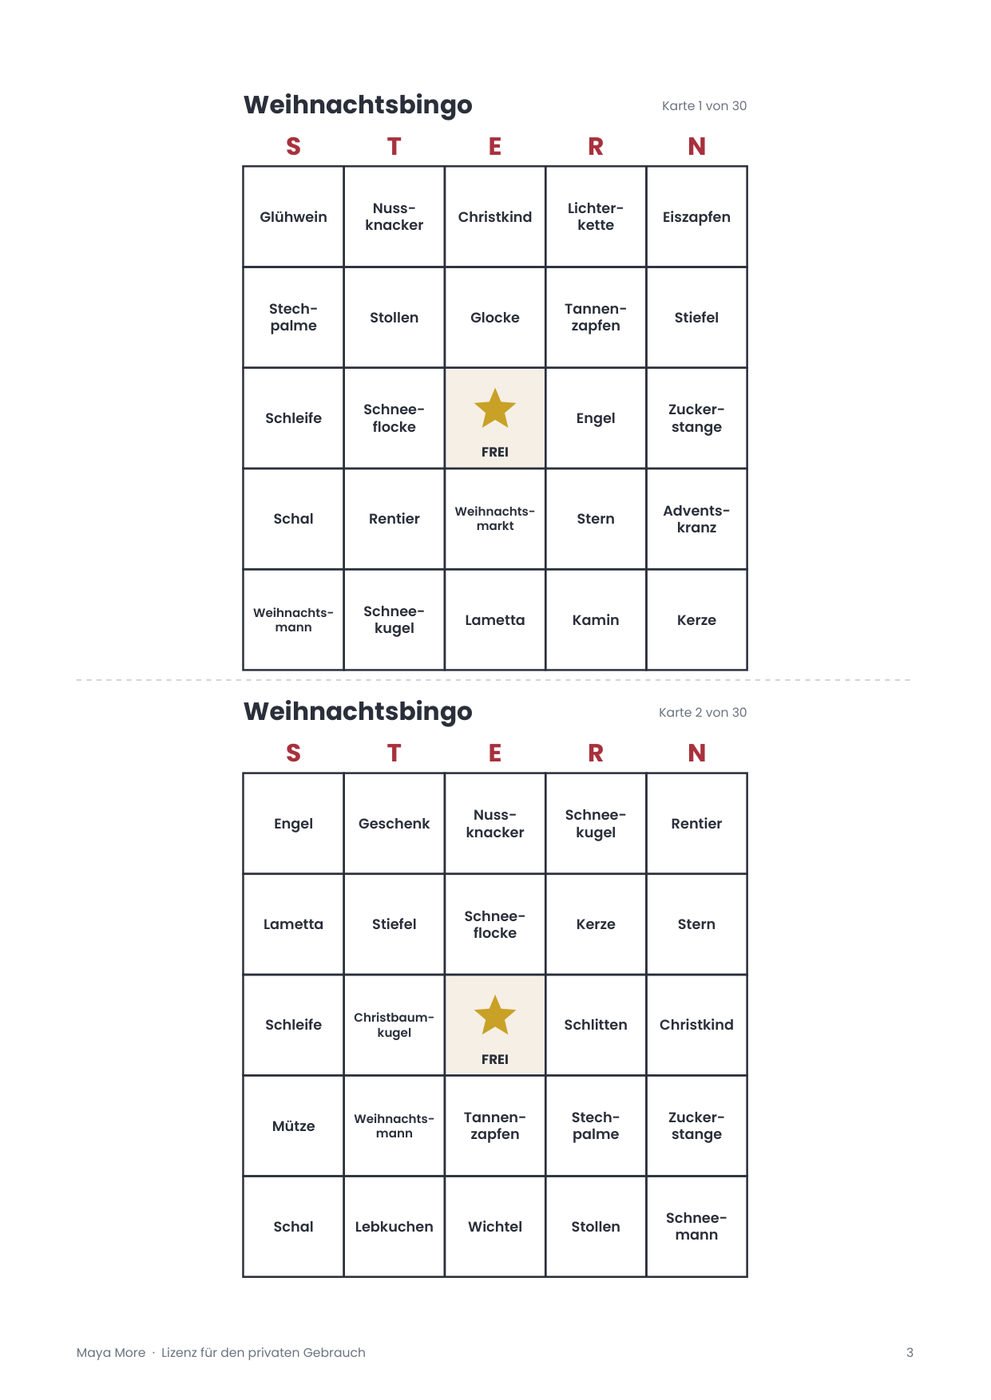 Weihnachtsbingo
Karte 1 von 30
S T E R N
Glühwein
Nuss-
knacker
Christkind
Lichter-
kette
Eiszapfen
Stech-
palme
Stollen
Glocke
Tannen-
zapfen
Stiefel
Schleife
Schnee-
flocke
FREI
Engel
Zucker-
stange
Schal
Rentier
Weihnachts-
markt
Stern
Advents-
kranz
Weihnachts-
mann
Schnee-
kugel
Lametta
Kamin
Kerze
Weihnachtsbingo
Karte 2 von 30
S T E R N
Engel
Geschenk
Nuss-
knacker
Schnee-
kugel
Rentier
Lametta
Stiefel
Schnee-
flocke
Kerze
Stern
Schleife
Christbaum-
kugel
FREI
Schlitten
Christkind
Mütze
Weihnachts-
mann
Tannen-
zapfen
Stech-
palme
Zucker-
stange
Schal
Lebkuchen
Wichtel
Stollen
Schnee-
mann
Maya More · Lizenz für den privaten Gebrauch
3